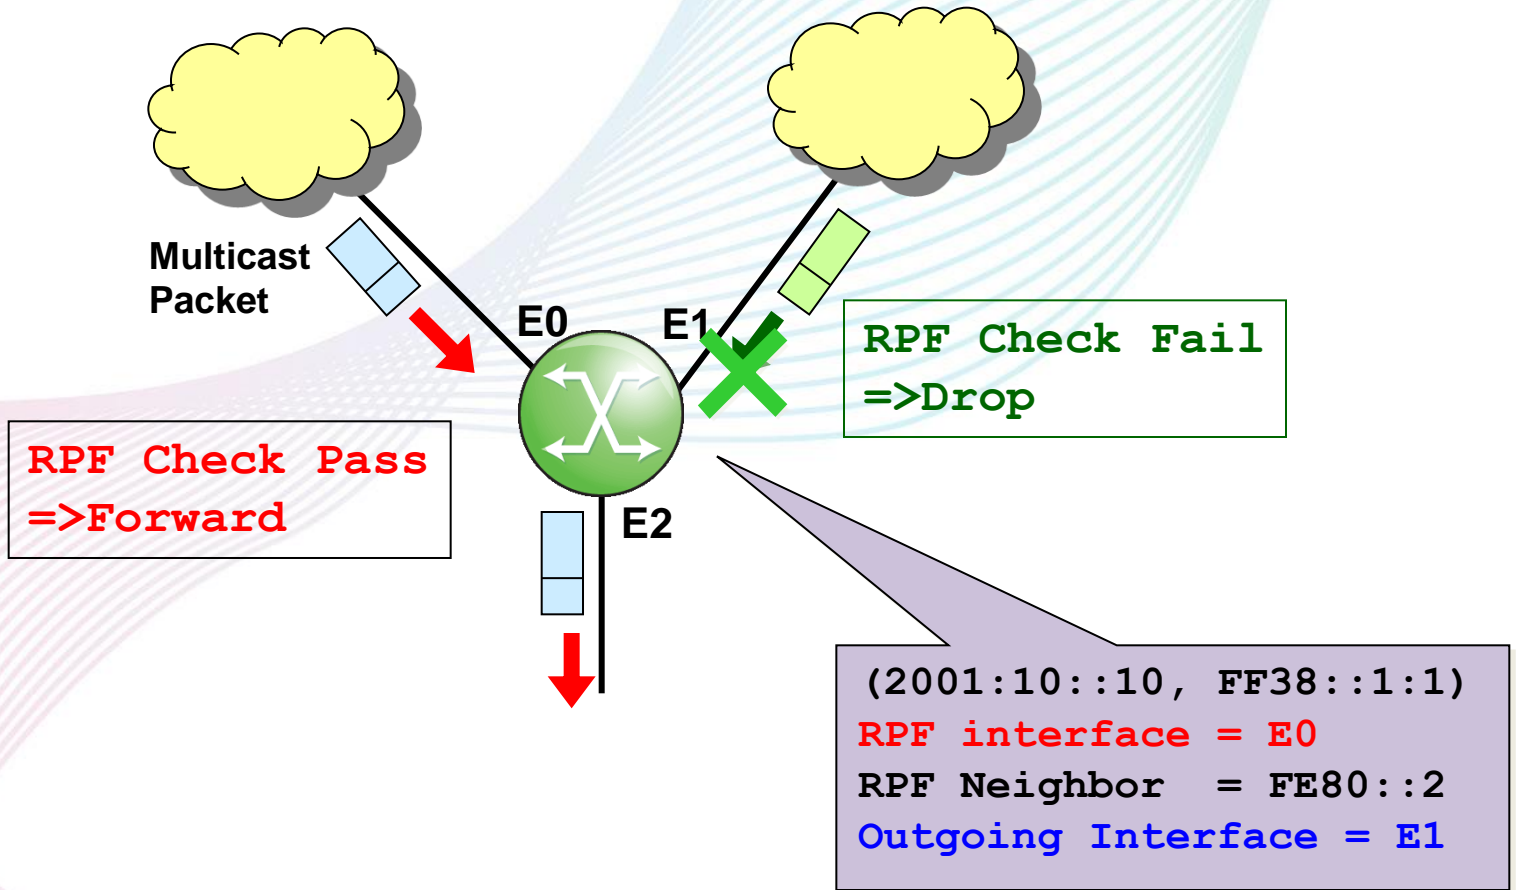 Multicast
Packet
E0
E1
RPF Check Fail
=>Drop
RPF Check Pass
=>Forward
E2
(2001:10::10, FF38::1:1)
RPF interface = E0
RPF Neighbor = FE80::2
Outgoing Interface = E1